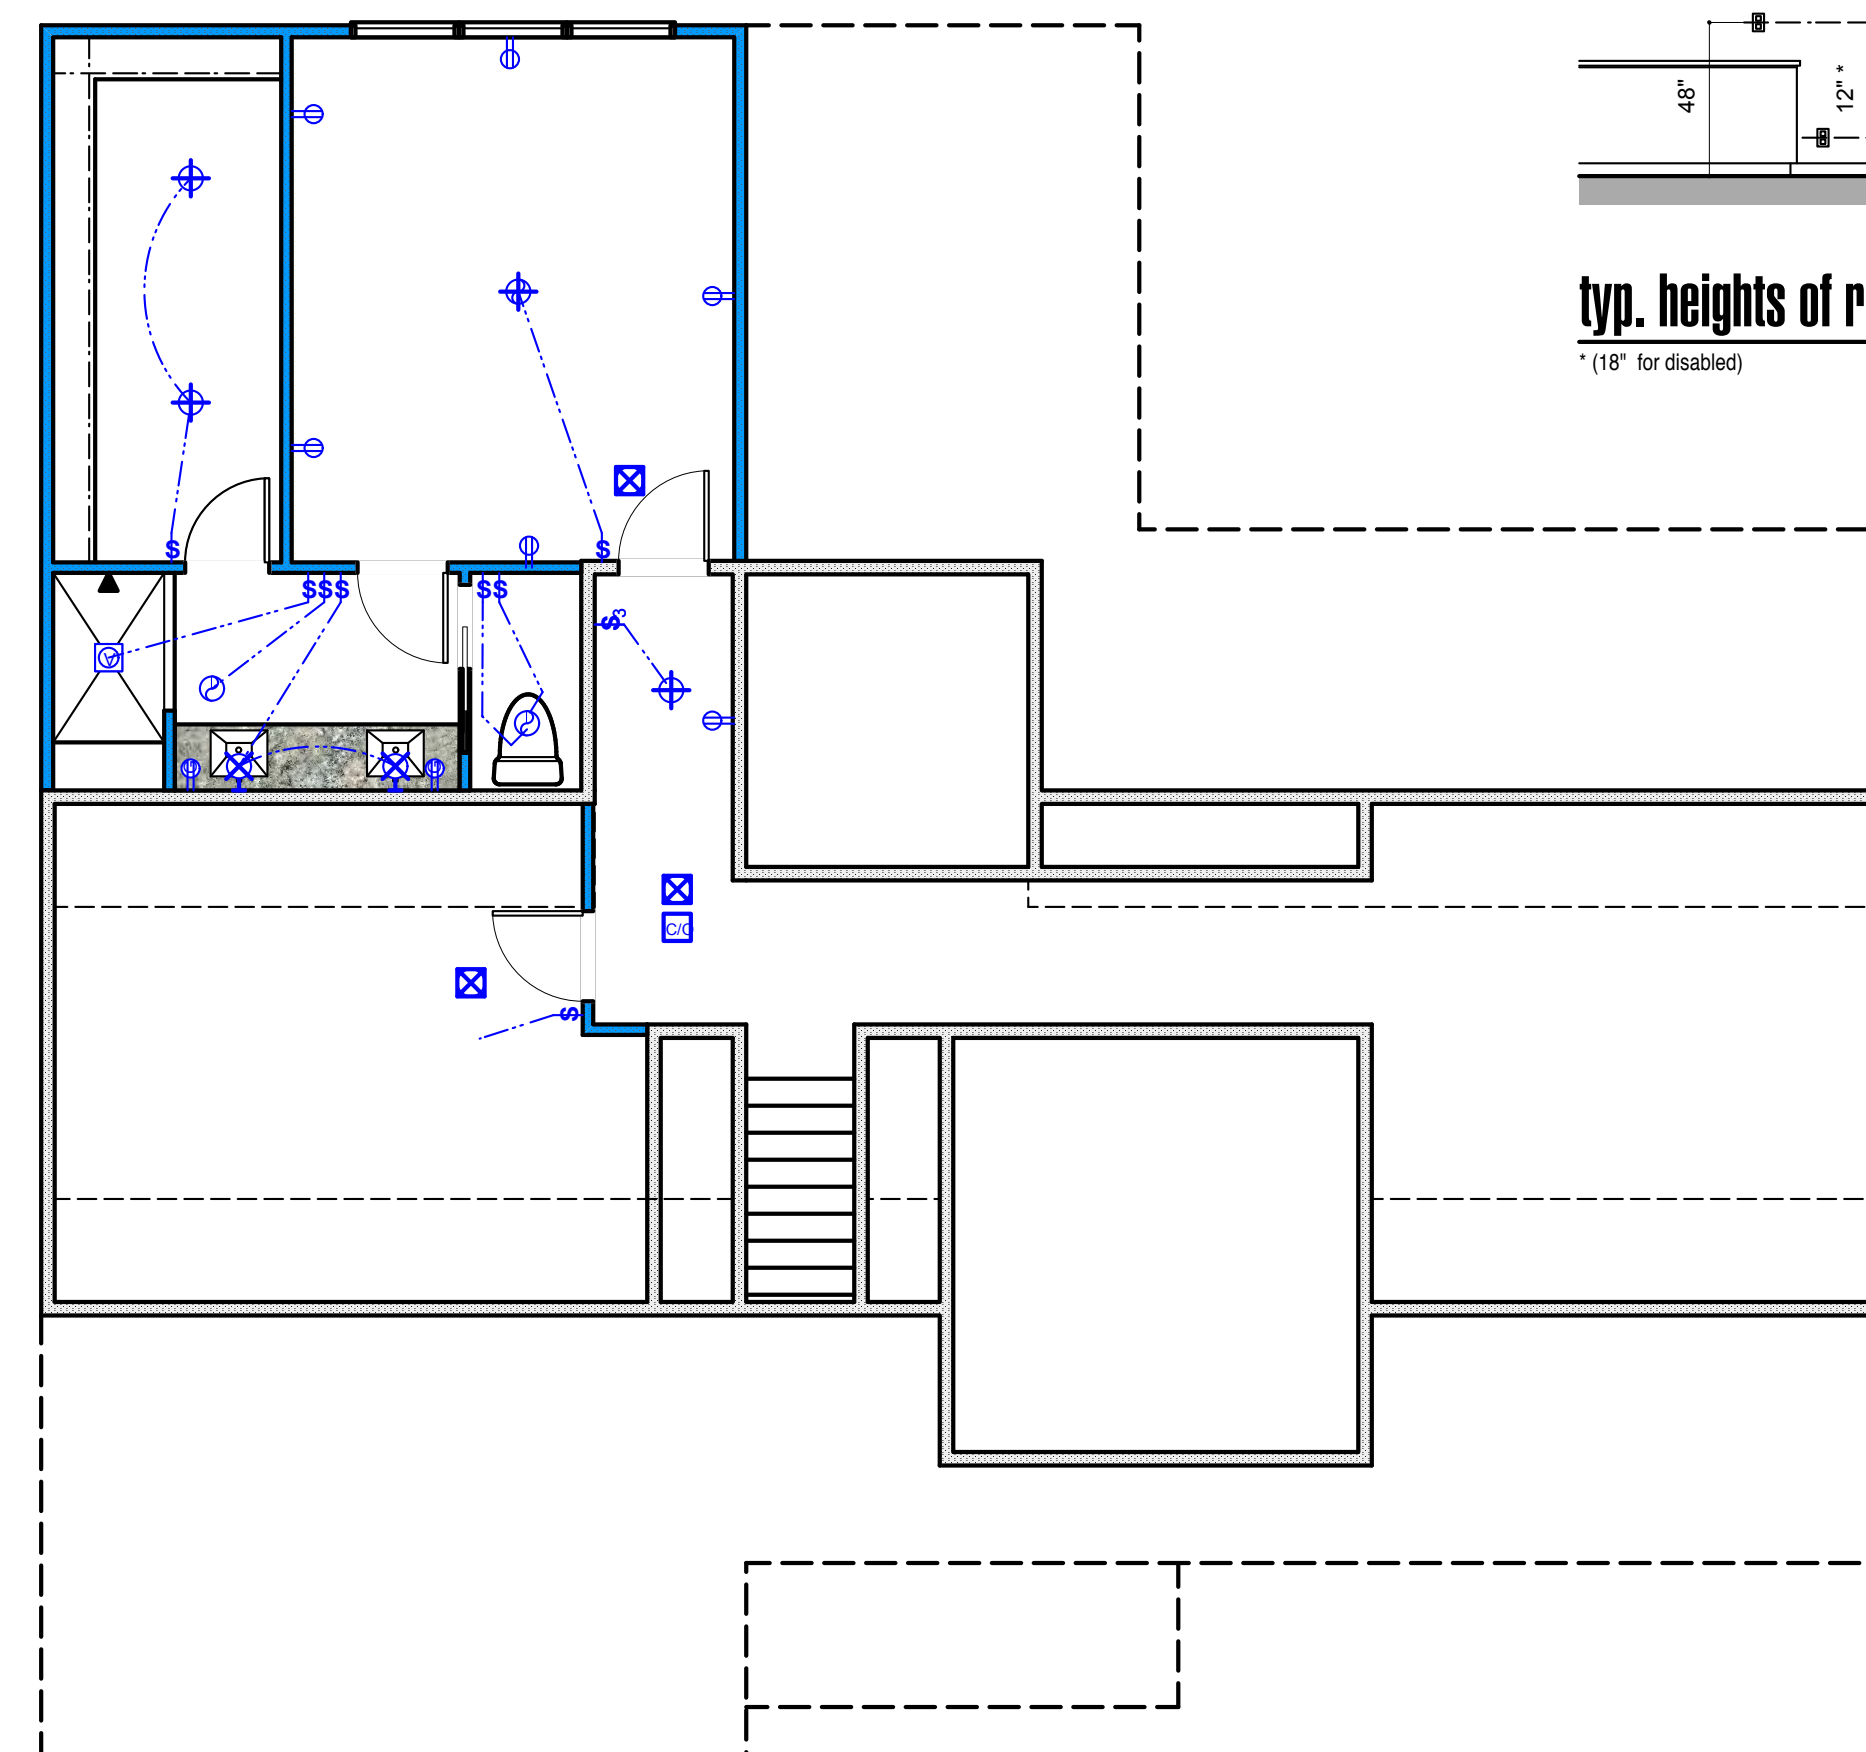 48"
12" *
typ. heights of r
* (18" for disabled)
$
$
$$$
$$
$3
A
G
G
C/O
$